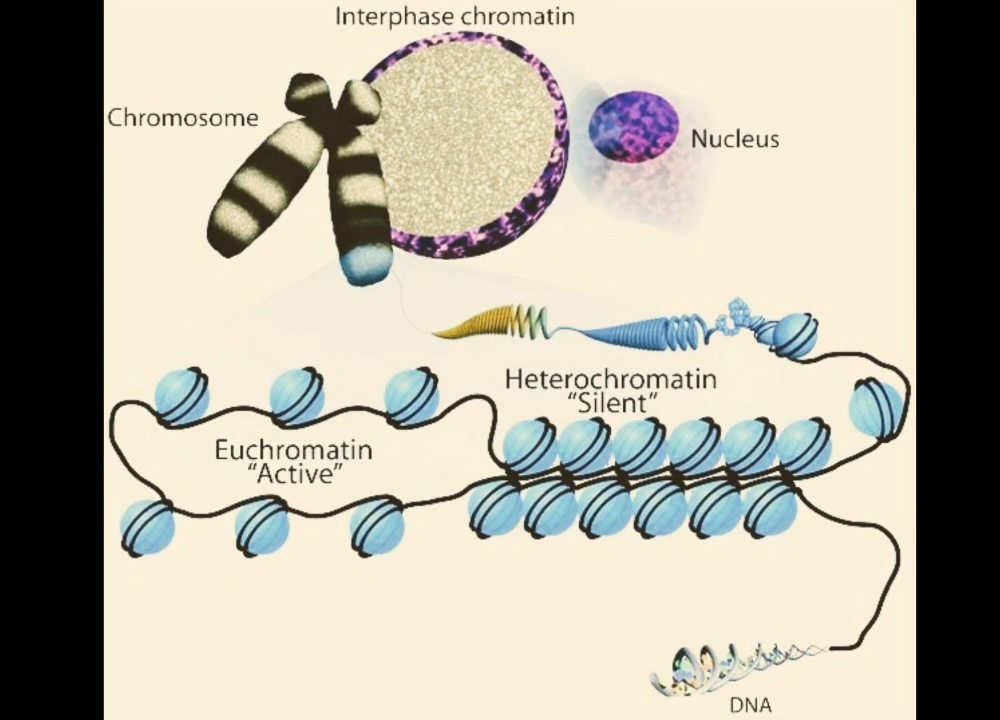 Interphase chromatin
Chromosome
Nucleus
Heterochromatin
“Silent”
Euchromatin
“Active”
DNA